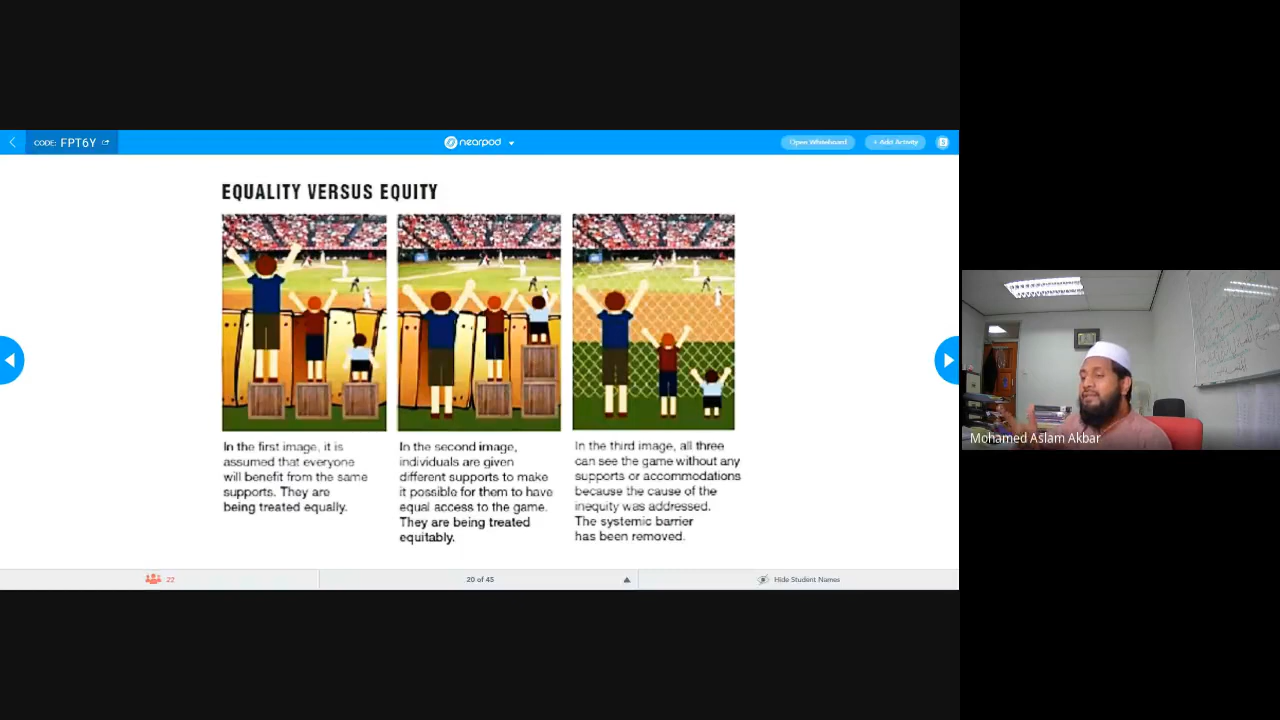 CODE: FPT6Y
nearpod
Open Whiteboard
+ Add Activity
EQUALITY VERSUS EQUITY
In the first image, it is
assumed that everyone
will benefit from the same
supports. They are
being treated equally.
In the second image,
individuals are given
different supports to make
it possible for them to have
equal access to the game.
They are being treated
equitably.
In the third image, all three
can see the game without any
supports or accommodations
because the cause of the
inequity was addressed.
The systemic barrier
has been removed.
22
20 of 45
Hide Student Names
Mohamed Aslam Akbar